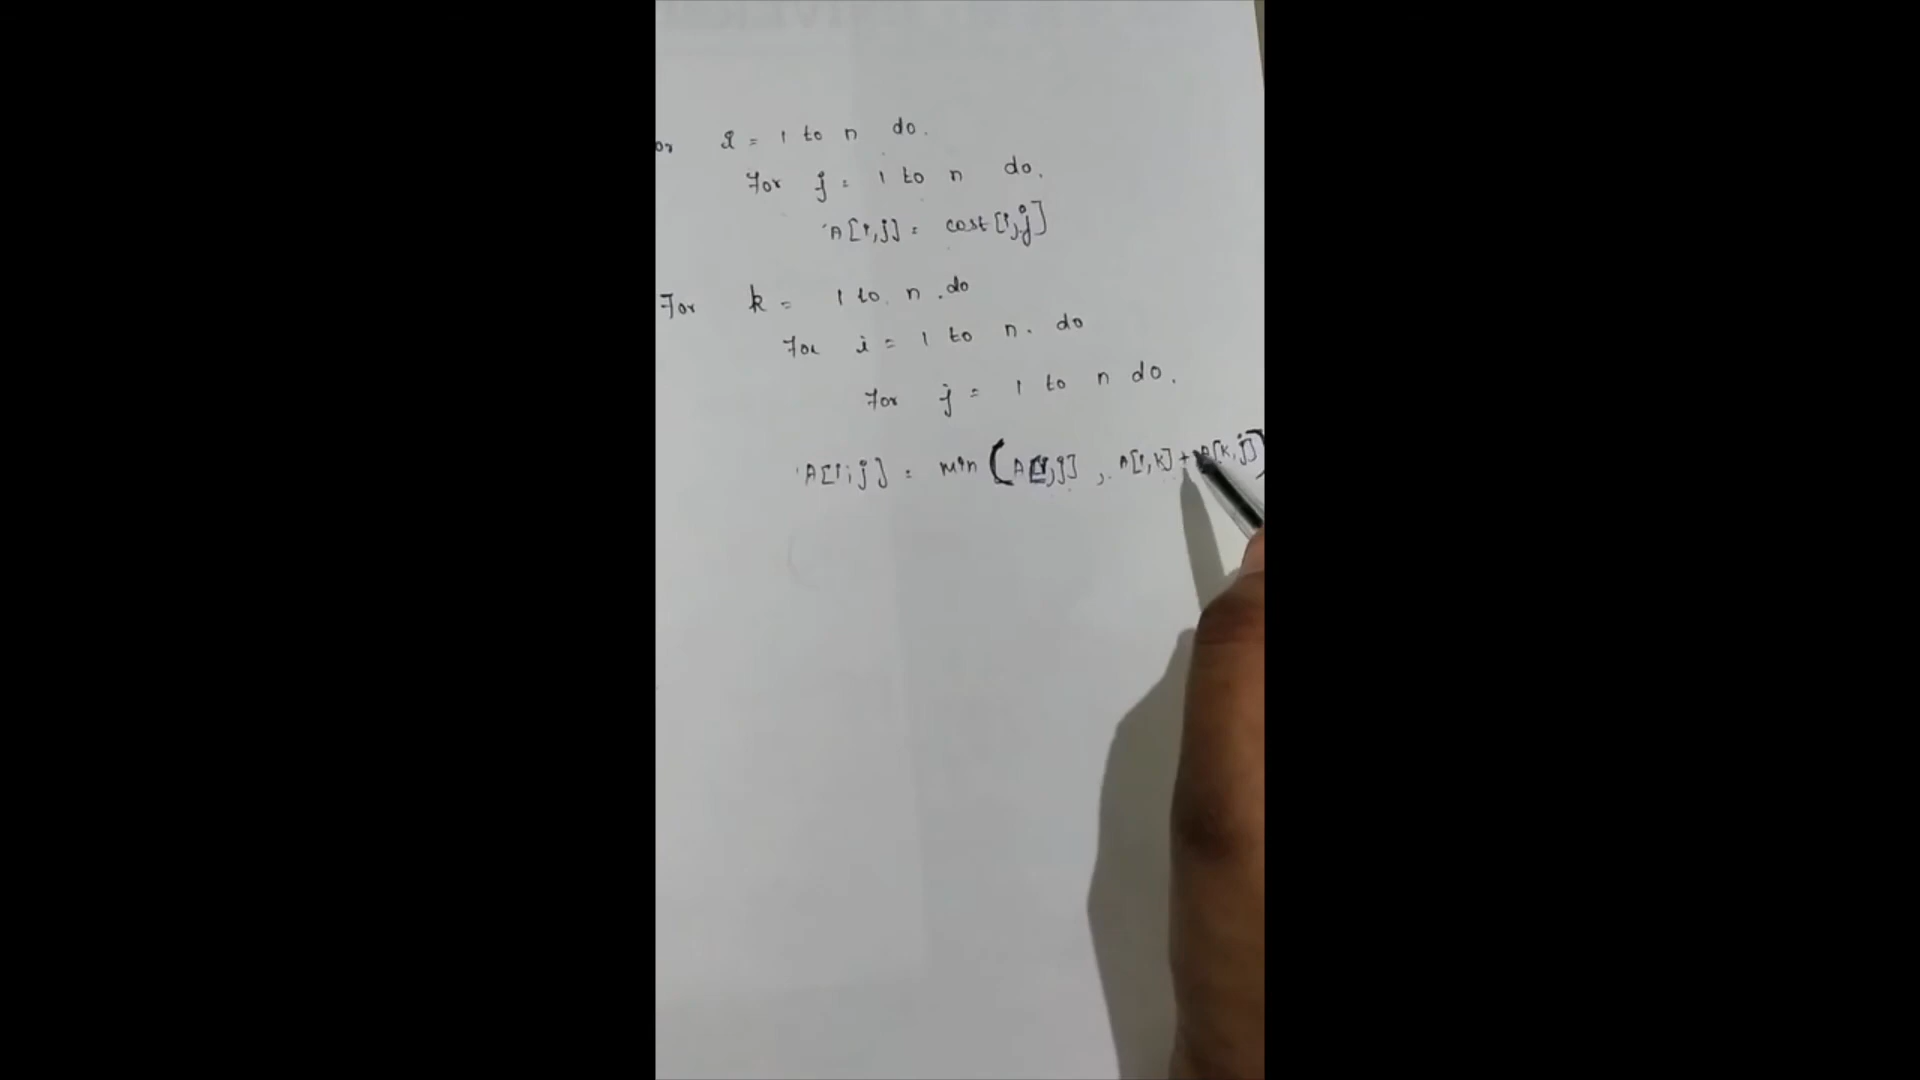 or i = 1 to n do.
For j = 1 to n do.
A[i,j] = cost[i,j]
For k = 1 to n . do
For i = 1 to n . do
For j = 1 to n do.
A[i,j] = min (A[i,j] , A[i,k] + A[k,j])